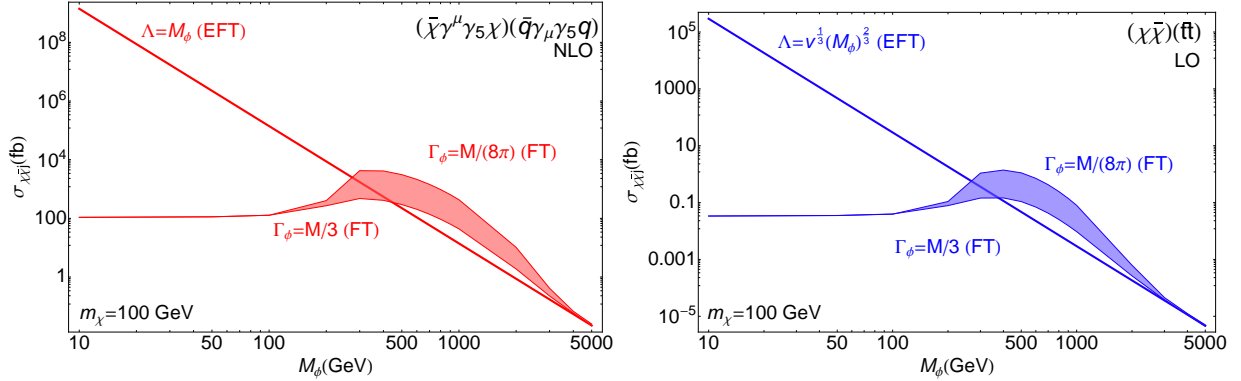 Λ=M_ϕ (EFT)
(χ̄γ^μγ₅χ)(q̄γ_μγ₅q)
NLO
Γ_ϕ=M/(8π) (FT)
Γ_ϕ=M/3 (FT)
m_χ=100 GeV
σ_χχ̄j(fb)
10^8
10^6
10^4
100
1
10
50
100
500
1000
5000
M_ϕ(GeV)
Λ=v^(1/3)(M_ϕ)^(2/3) (EFT)
(χχ̄)(tt̄)
LO
Γ_ϕ=M/(8π) (FT)
Γ_ϕ=M/3 (FT)
m_χ=100 GeV
σ_χχ̄j(fb)
10^5
1000
10
0.1
0.001
10^-5
10
50
100
500
1000
5000
M_ϕ(GeV)